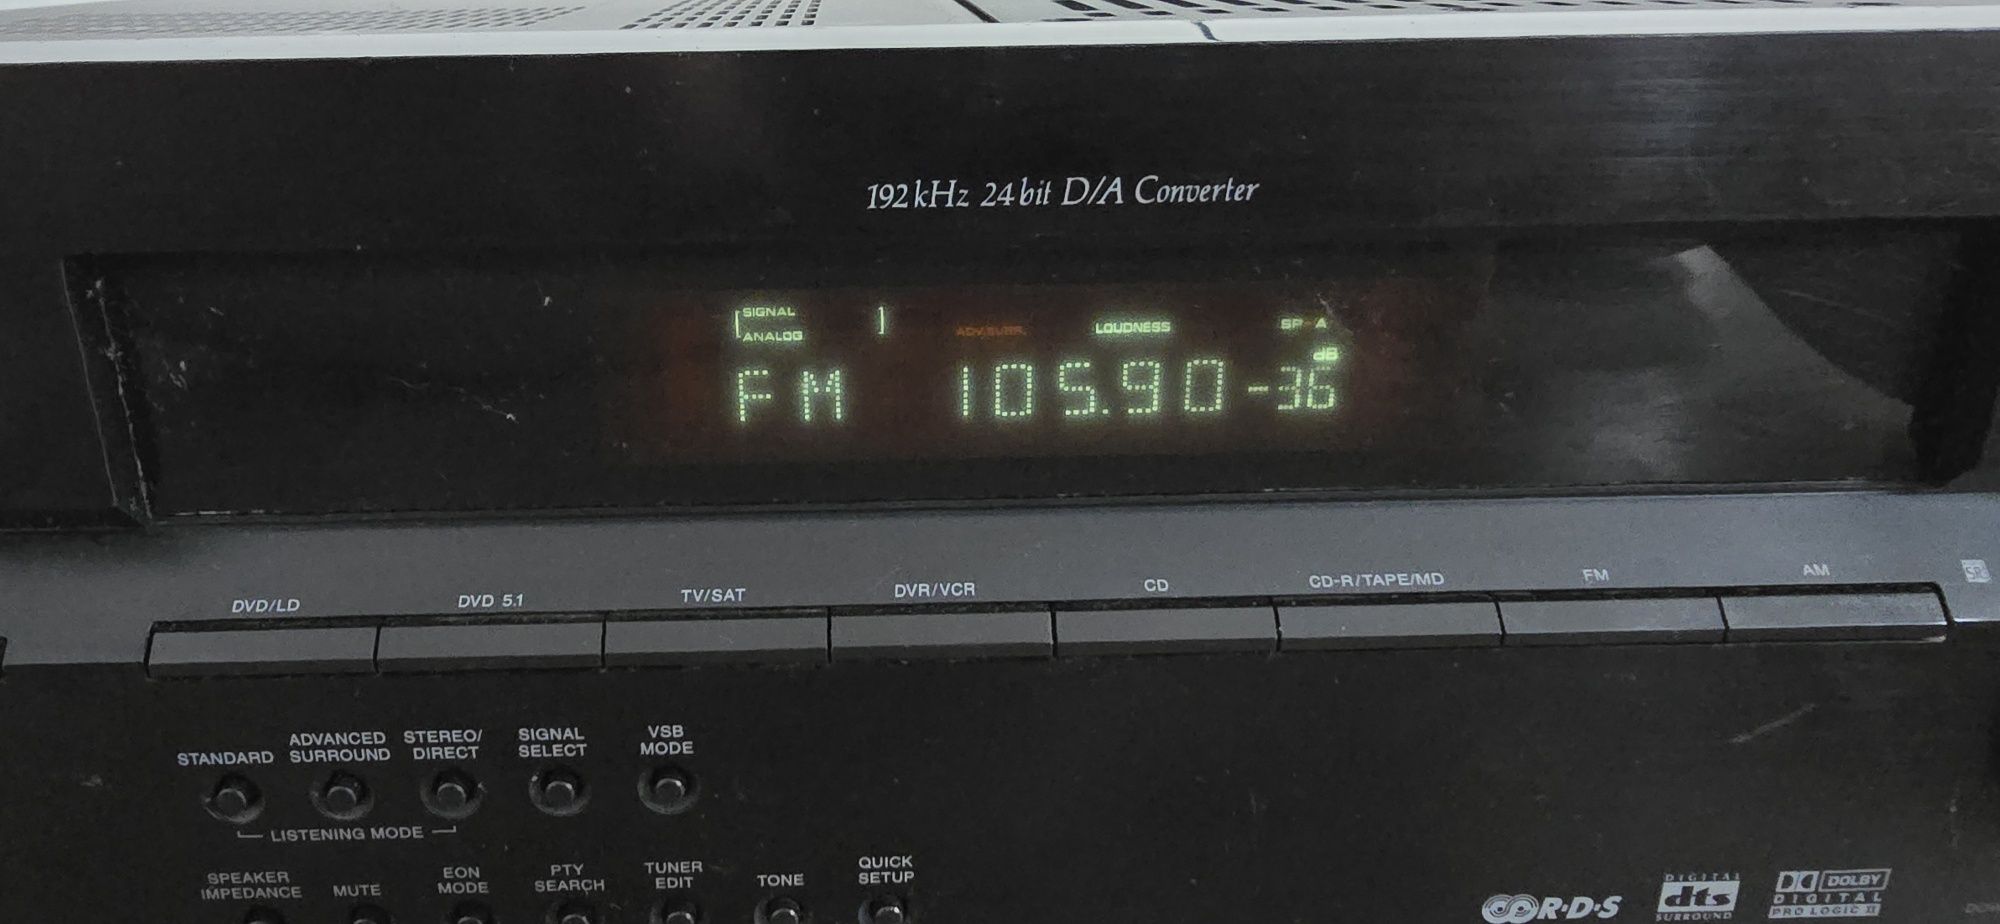 192kHz 24bit D/A Converter
SIGNAL
ANALOG
ADV.SURR.
LOUDNESS
SP A
dB
FM 105.90 -36
DVD/LD DVD 5.1 TV/SAT DVR/VCR CD CD-R/TAPE/MD FM AM
STANDARD ADVANCED SURROUND STEREO/DIRECT SIGNAL SELECT VSB MODE
LISTENING MODE
SPEAKER IMPEDANCE MUTE EON MODE PTY SEARCH TUNER EDIT TONE QUICK SETUP
R·D·S
DIGITAL
dts
SURROUND
DOLBY
DIGITAL
PRO LOGIC II